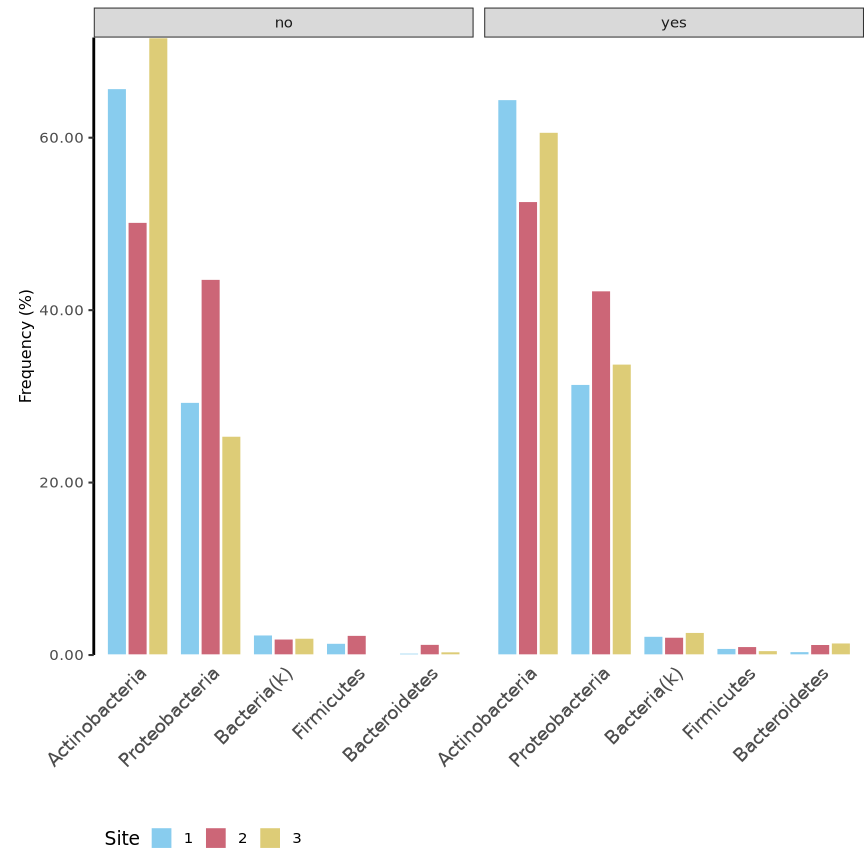 no yes
Frequency (%)
60.00
40.00
20.00
0.00
Actinobacteria Proteobacteria Bacteria(k) Firmicutes Bacteroidetes Actinobacteria Proteobacteria Bacteria(k) Firmicutes Bacteroidetes
Site 1 2 3